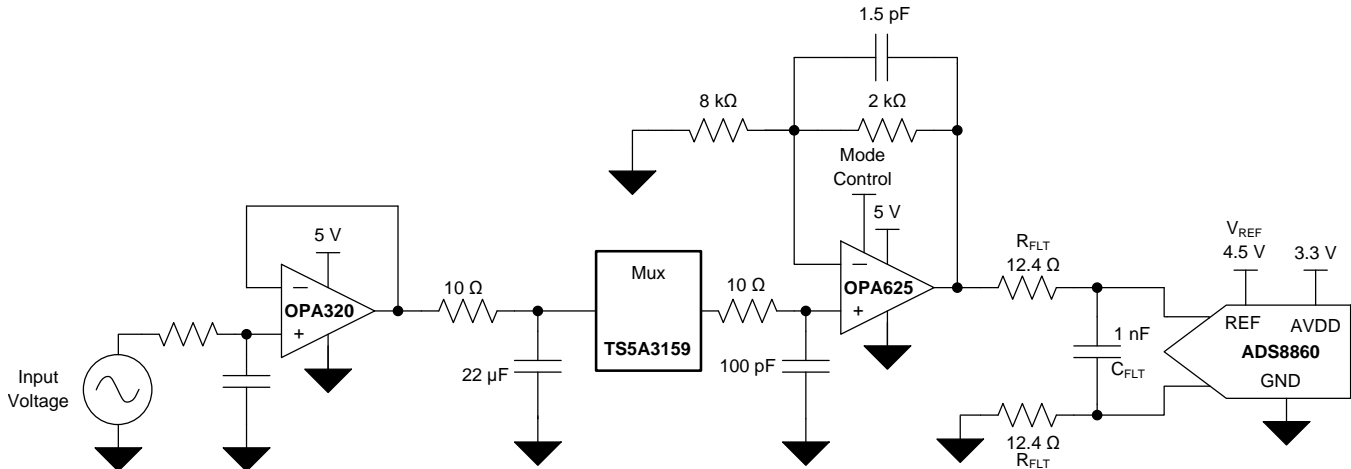 1.5 pF
8 kΩ
2 kΩ
Mode
Control
5 V
5 V
OPA320
+
10 Ω
Mux
TS5A3159
10 Ω
OPA625
+
R_FLT
12.4 Ω
V_REF
4.5 V
3.3 V
REF
AVDD
ADS8860
GND
1 nF
C_FLT
Input
Voltage
22 µF
100 pF
12.4 Ω
R_FLT